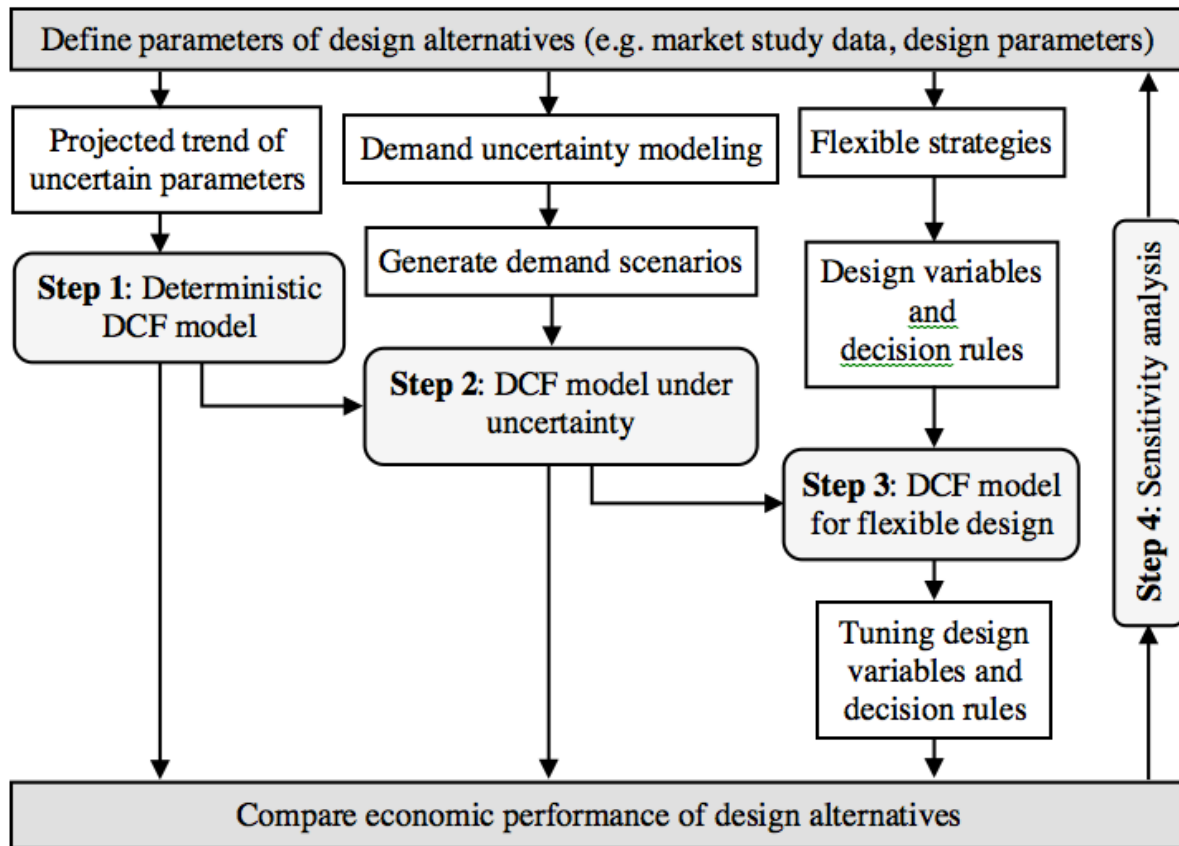 Define parameters of design alternatives (e.g. market study data, design parameters)
Projected trend of
uncertain parameters
Demand uncertainty modeling
Flexible strategies
Generate demand scenarios
Design variables
and
decision rules
Step 1: Deterministic
DCF model
Step 2: DCF model under
uncertainty
Step 3: DCF model
for flexible design
Tuning design
variables and
decision rules
Step 4: Sensitivity analysis
Compare economic performance of design alternatives